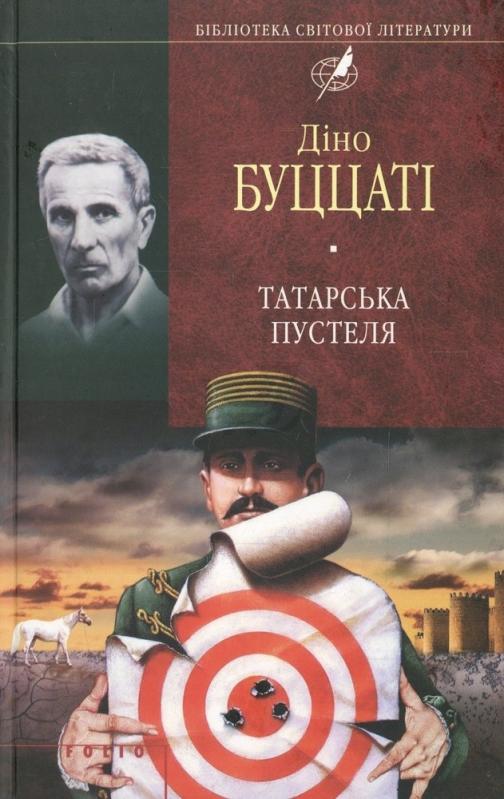 БІБЛІОТЕКА СВІТОВОЇ ЛІТЕРАТУРИ
Діно
БУЦЦАТІ
ТАТАРСЬКА
ПУСТЕЛЯ
FOLIO